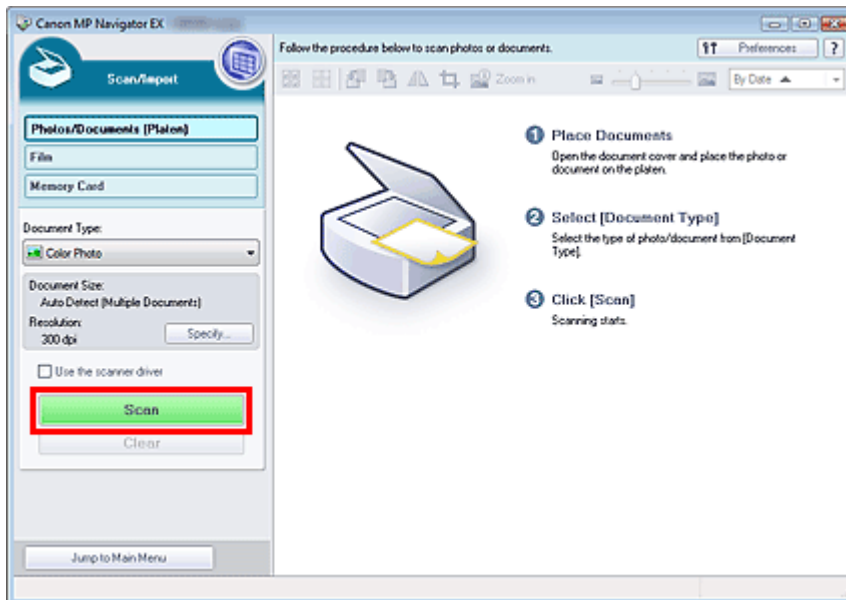 Canon MP Navigator EX
Scan/Import
Photos/Documents (Platen)
Film
Memory Card
Document Type:
Color Photo
Document Size:
Auto Detect (Multiple Documents)
Resolution:
300 dpi
Specify...
Use the scanner driver
Scan
Clear
Jump to Main Menu
Follow the procedure below to scan photos or documents.
Preferences
?
Zoom in
By Date
1 Place Documents
Open the document cover and place the photo or
document on the platen.
2 Select [Document Type]
Select the type of photo/document from [Document
Type].
3 Click [Scan]
Scanning starts.